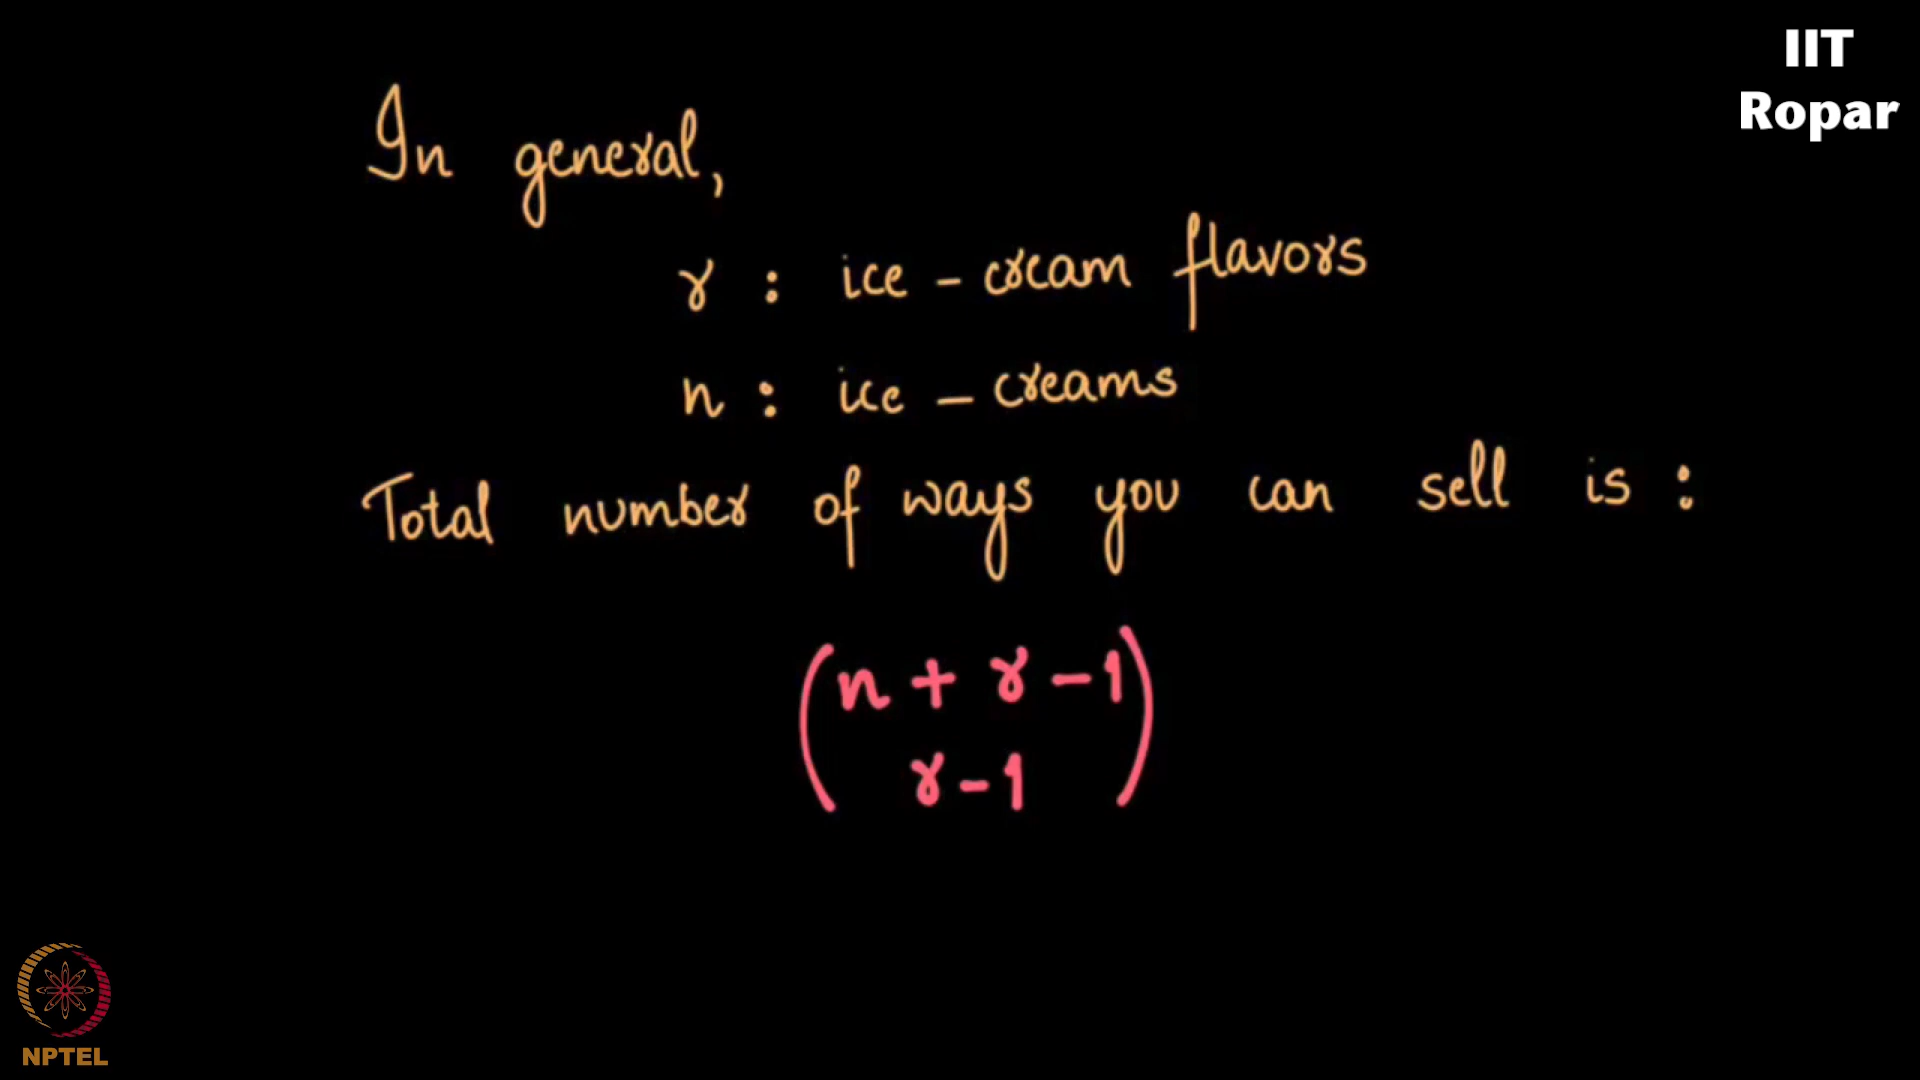 IIT
Ropar
In general,
r : ice - cream flavors
n : ice - creams
Total number of ways you can sell is :
(n + r - 1
r - 1)
NPTEL